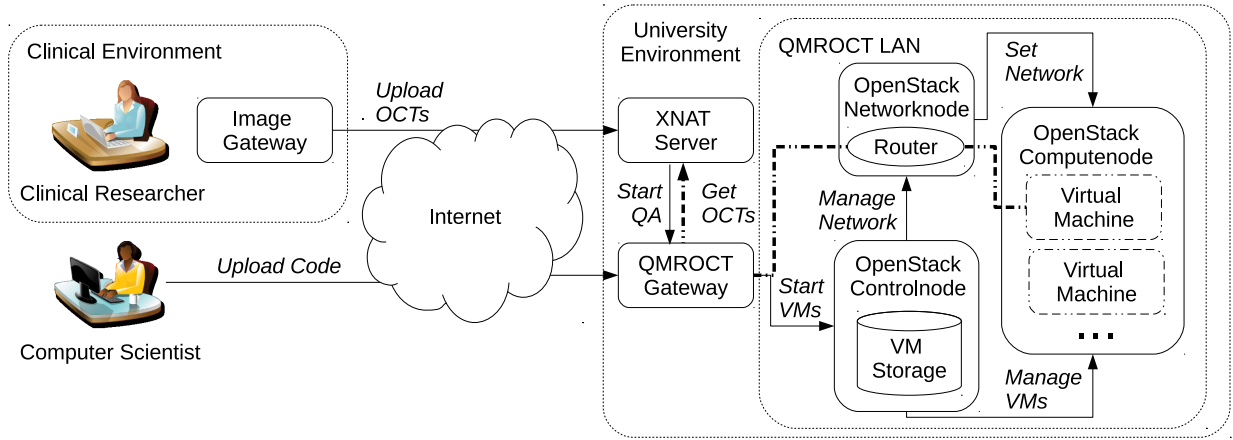 Clinical Environment
Image
Gateway
Clinical Researcher
Upload
OCTs
Computer Scientist
Upload Code
Internet
University
Environment
XNAT
Server
Start
QA
Get
OCTs
QMROCT
Gateway
QMROCT LAN
OpenStack
Networknode
Router
Set
Network
Manage
Network
Start
VMs
OpenStack
Controlnode
VM
Storage
Manage
VMs
OpenStack
Computenode
Virtual
Machine
Virtual
Machine
...